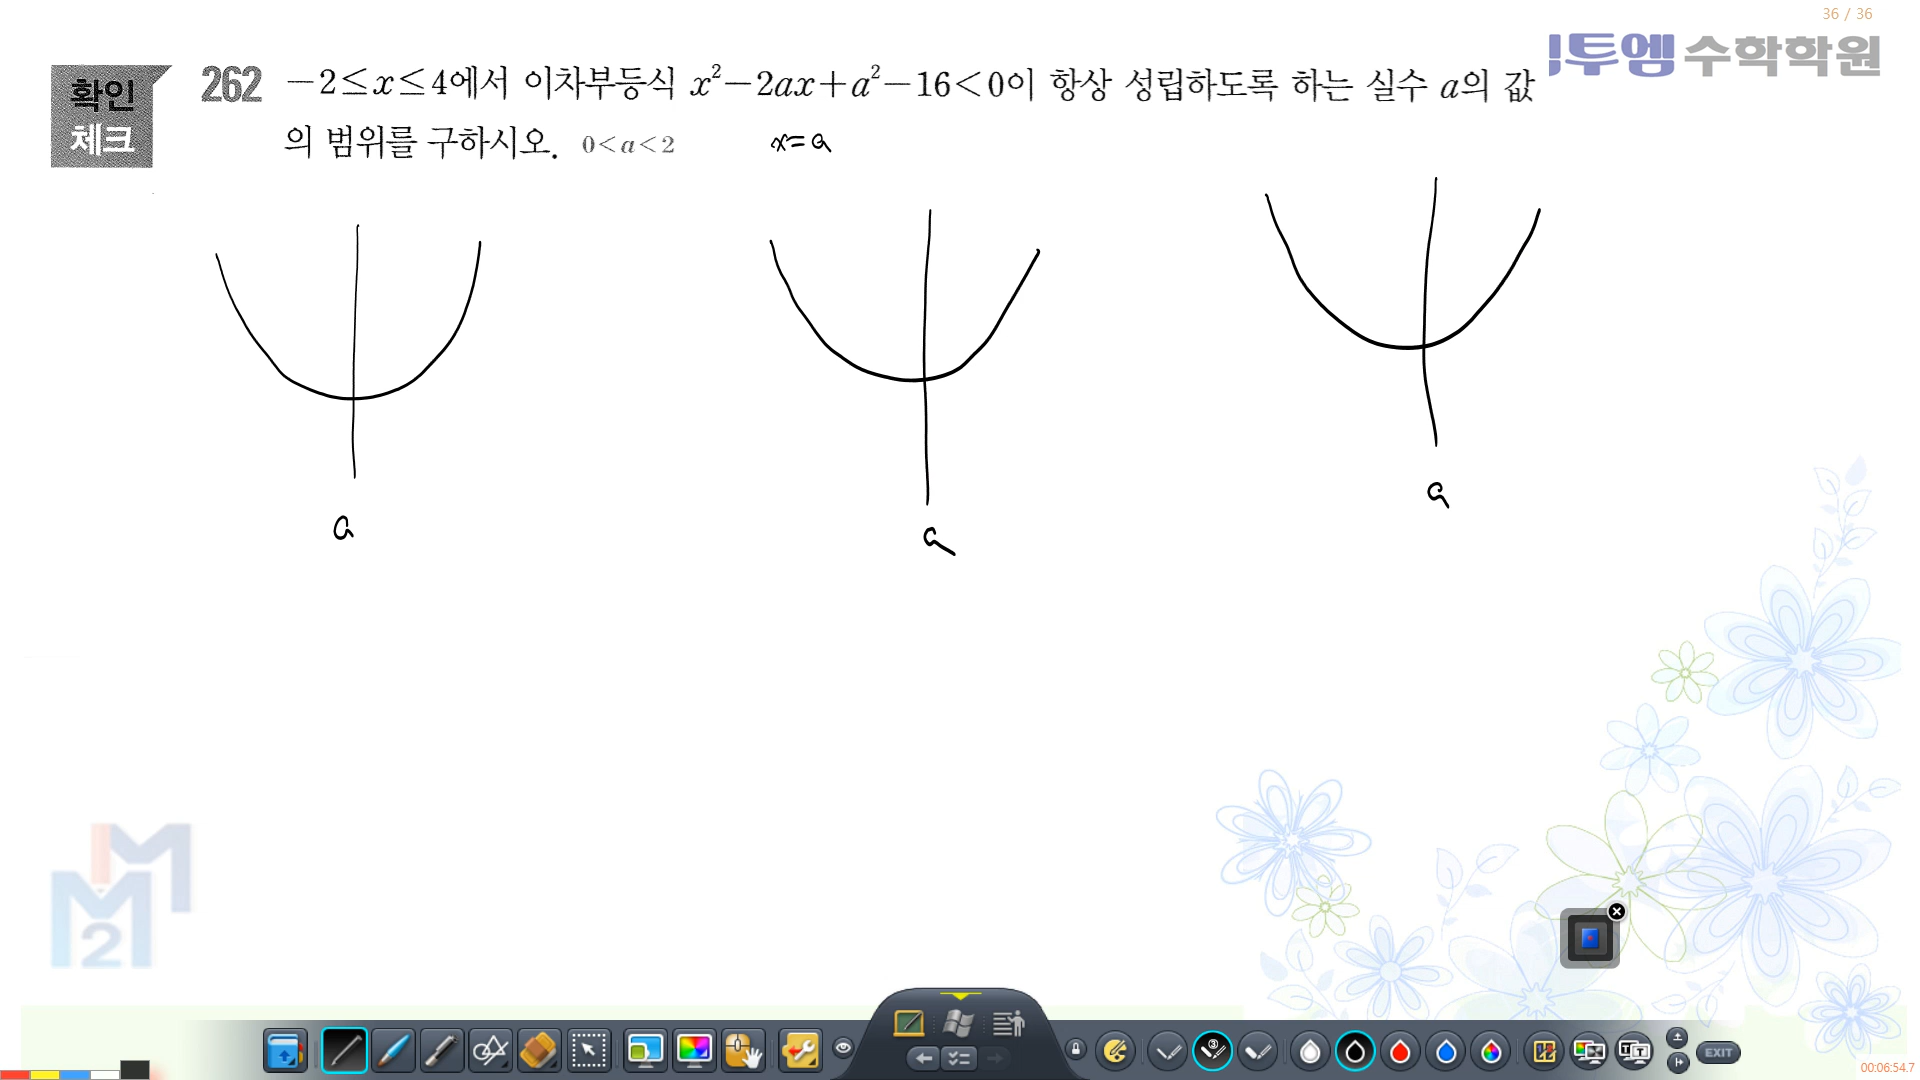 36 / 36
투엠 수학학원
확인
체크
262 -2≤x≤4에서 이차부등식 x²-2ax+a²-16<0이 항상 성립하도록 하는 실수 a의 값
의 범위를 구하시오. 0<a<2 x=a
a
a
a
M
M
2
EXIT
00:06:54.7